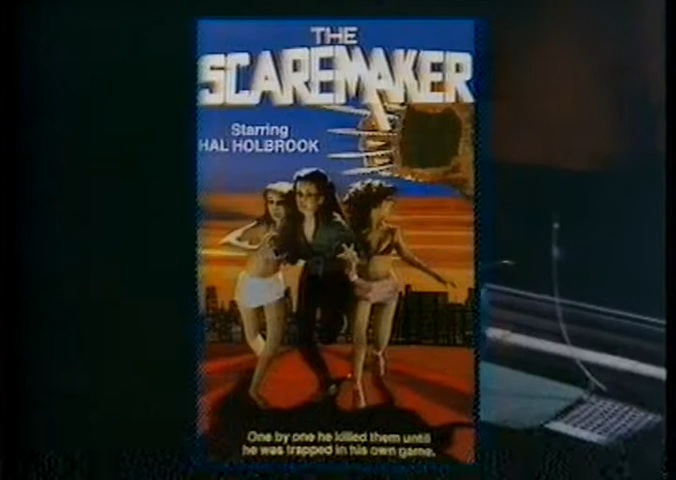 THE
SCAREMAKER
Starring
HAL HOLBROOK
One by one he killed them until
he was trapped in his own game.